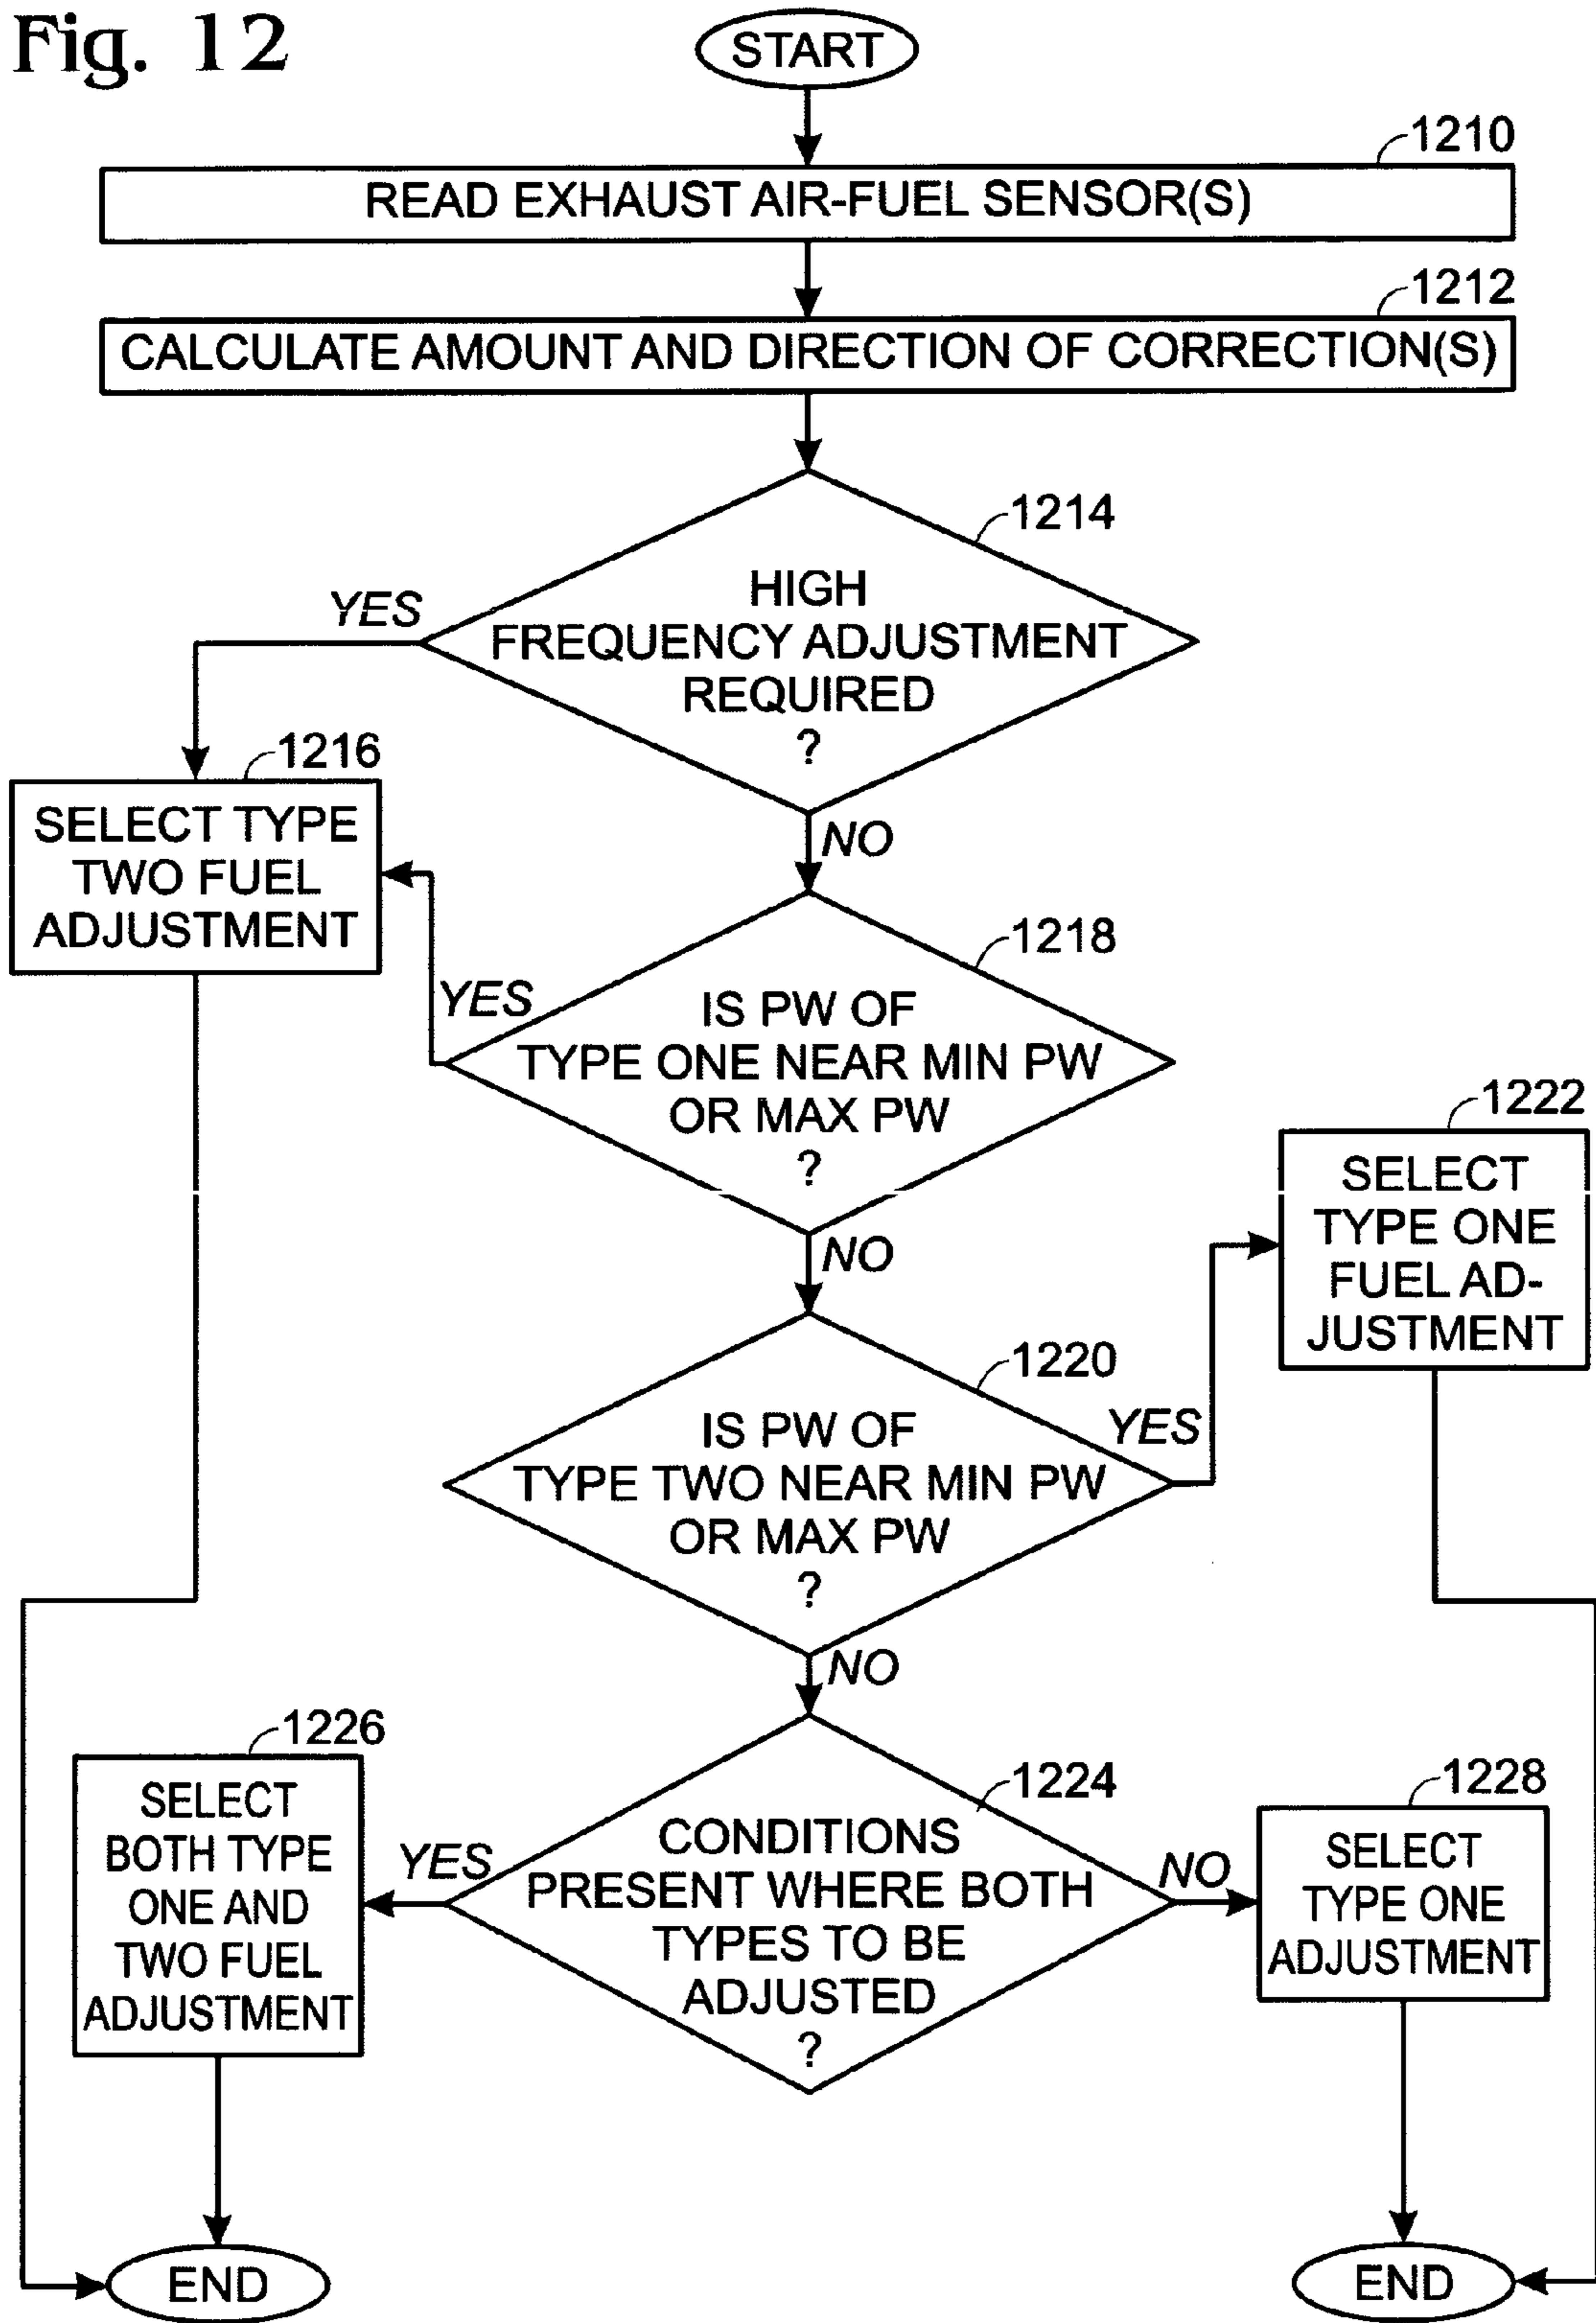 Fig. 12
START
1210
READ EXHAUST AIR-FUEL SENSOR(S)
1212
CALCULATE AMOUNT AND DIRECTION OF CORRECTION(S)
1214
HIGH
FREQUENCY ADJUSTMENT
REQUIRED
?
YES
NO
1216
SELECT TYPE
TWO FUEL
ADJUSTMENT
1218
IS PW OF
TYPE ONE NEAR MIN PW
OR MAX PW
?
YES
NO
1222
SELECT
TYPE ONE
FUEL AD-
JUSTMENT
1220
IS PW OF
TYPE TWO NEAR MIN PW
OR MAX PW
?
YES
NO
1226
SELECT
BOTH TYPE
ONE AND
TWO FUEL
ADJUSTMENT
1224
CONDITIONS
PRESENT WHERE BOTH
TYPES TO BE
ADJUSTED
?
YES
NO
1228
SELECT
TYPE ONE
ADJUSTMENT
END
END